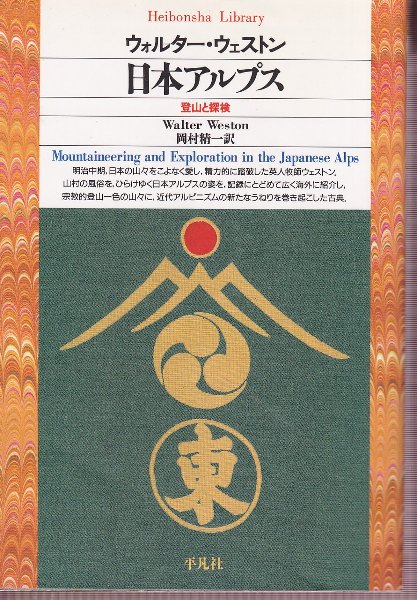 Heibonsha Library
ウォルター・ウェストン
日本アルプス
登山と探検
Walter Weston
岡村精一訳
Mountaineering and Exploration in the Japanese Alps
明治中期、日本の山々をこよなく愛し、精力的に踏破した英人牧師ウェストン。
山村の風俗を、ひらけゆく日本アルプスの姿を、記録にとどめて広く海外に紹介し、
宗教的登山一色の山々に、近代アルピニズムの新たなうねりを巻き起こした古典。
東
平凡社